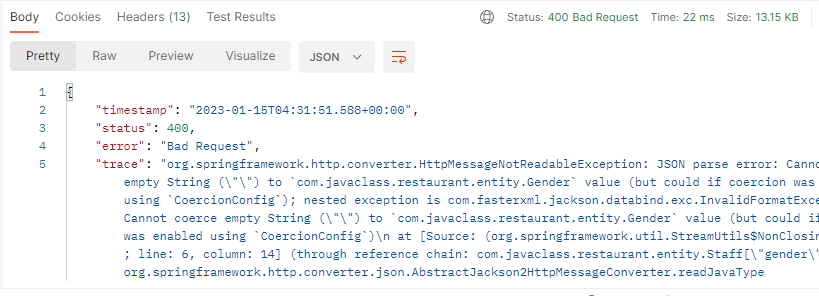 Body Cookies Headers (13) Test Results Status: 400 Bad Request Time: 22 ms Size: 13.15 KB
Pretty Raw Preview Visualize JSON
1 {
2 "timestamp": "2023-01-15T04:31:51.588+00:00",
3 "status": 400,
4 "error": "Bad Request",
5 "trace": "org.springframework.http.converter.HttpMessageNotReadableException: JSON parse error: Canno
empty String (\"\") to `com.javaclass.restaurant.entity.Gender` value (but could if coercion was
using `CoercionConfig`); nested exception is com.fasterxml.jackson.databind.exc.InvalidFormatExce
Cannot coerce empty String (\"\") to `com.javaclass.restaurant.entity.Gender` value (but could if
was enabled using `CoercionConfig`)\n at [Source: (org.springframework.util.StreamUtils$NonClosin
; line: 6, column: 14] (through reference chain: com.javaclass.restaurant.entity.Staff[\"gender\"
org.springframework.http.converter.json.AbstractJackson2HttpMessageConverter.readJavaType